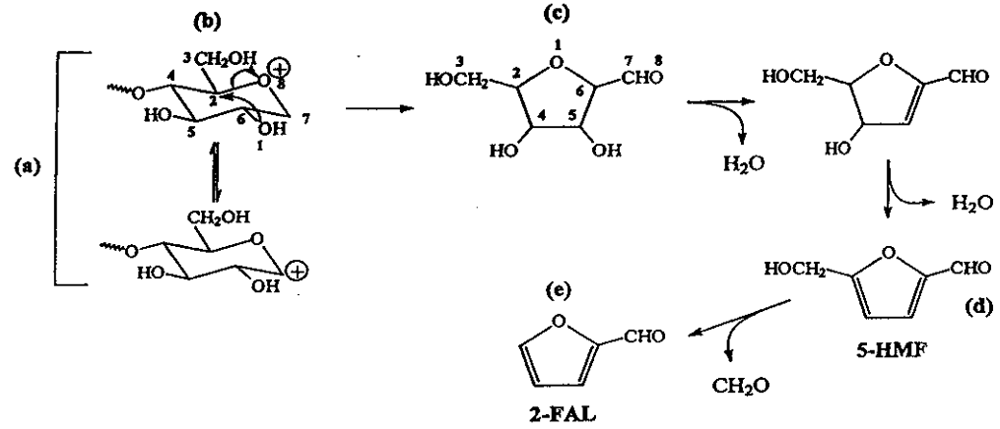 (a)
(b)
3
CH₂OH
⊕
4
O
8
O
2
HO
5
6
OH
7
1
CH₂OH
O
O
HO
OH
⊕
(c)
1
3
O
7
8
HOCH₂
2
6
CHO
4
5
HO
OH
H₂O
HOCH₂
O
CHO
HO
H₂O
HOCH₂
O
CHO
(d)
5-HMF
(e)
O
CHO
2-FAL
CH₂O